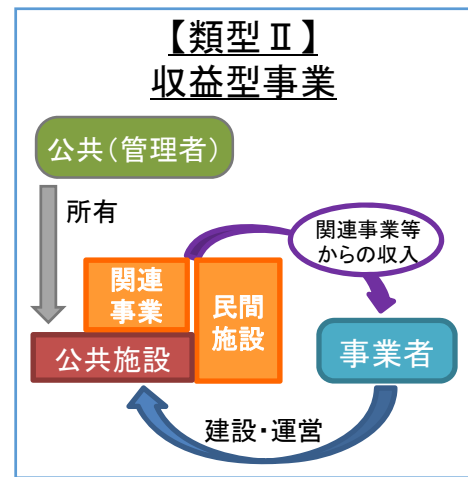 【類型Ⅱ】
収益型事業
公共(管理者)
所有
関連事業等
からの収入
関連
事業
民間
施設
公共施設
事業者
建設・運営